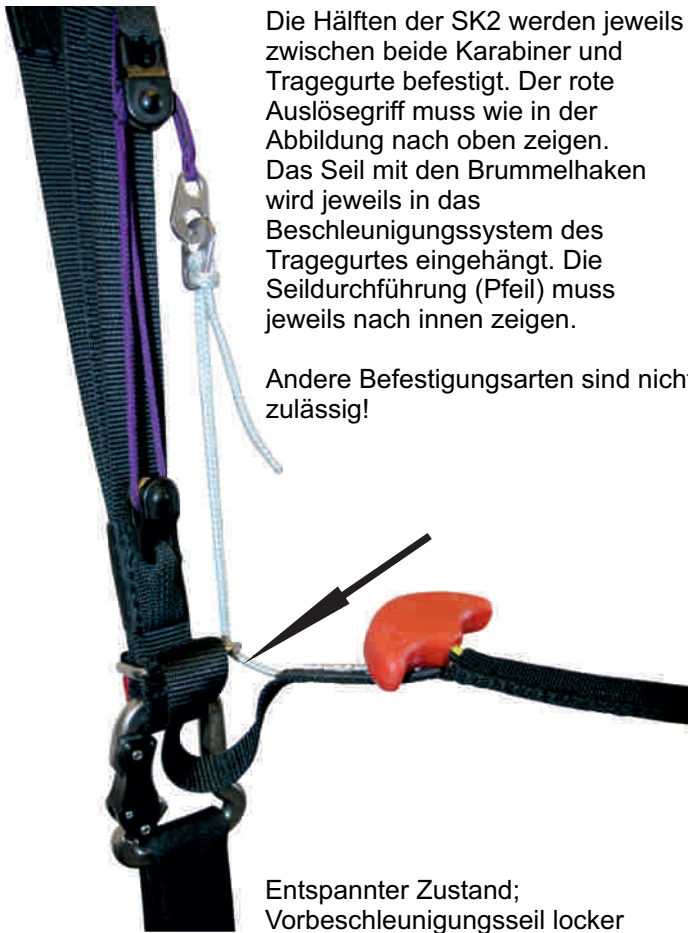 Die Hälften der SK2 werden jeweils
zwischen beide Karabiner und
Tragegurte befestigt. Der rote
Auslösegriff muss wie in der
Abbildung nach oben zeigen.
Das Seil mit den Brummelhaken
wird jeweils in das
Beschleunigungssystem des
Tragegurtes eingehängt. Die
Seildurchführung (Pfeil) muss
jeweils nach innen zeigen.
Andere Befestigungsarten sind nicht
zulässig!
Entspannter Zustand;
Vorbeschleunigungsseil locker